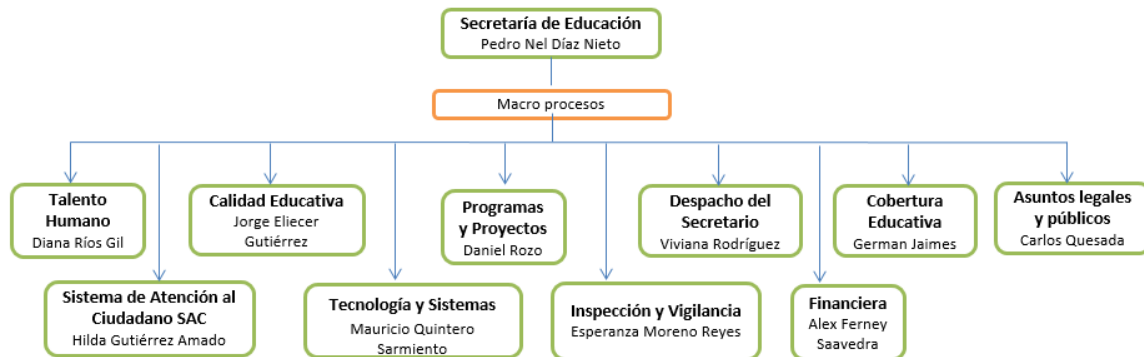 Secretaría de Educación
Pedro Nel Díaz Nieto
Macro procesos
Talento
Humano
Diana Ríos Gil
Calidad Educativa
Jorge Eliecer
Gutiérrez
Programas
y Proyectos
Daniel Rozo
Despacho del
Secretario
Viviana Rodríguez
Cobertura
Educativa
German Jaimes
Asuntos legales
y públicos
Carlos Quesada
Sistema de Atención al
Ciudadano SAC
Hilda Gutiérrez Amado
Tecnología y Sistemas
Mauricio Quintero
Sarmiento
Inspección y Vigilancia
Esperanza Moreno Reyes
Financiera
Alex Ferney
Saavedra